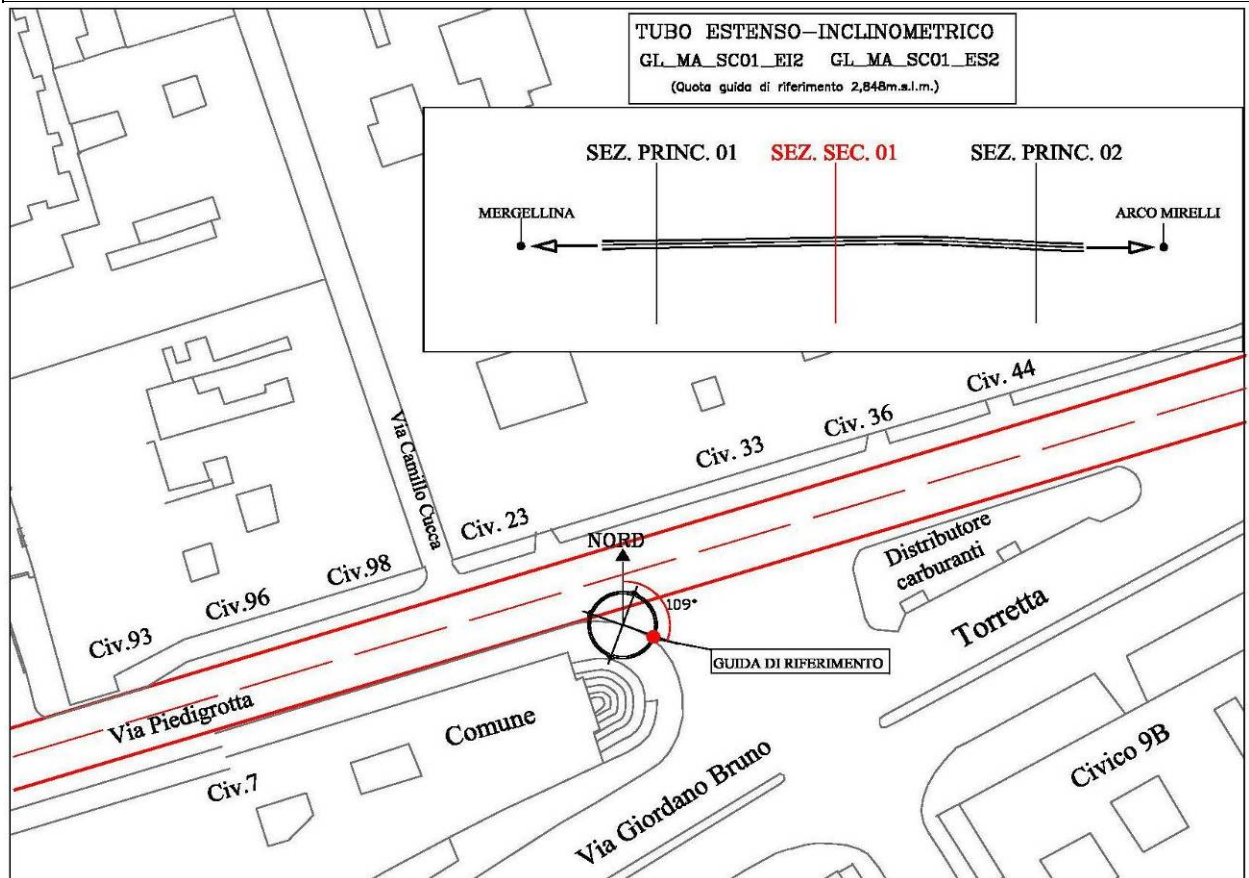 TUBO ESTENSO-INCLINOMETRICO
GL_MA_SC01_EI2 GL_MA_SC01_ES2
(Quota guida di riferimento 2,848m.s.l.m.)
SEZ. PRINC. 01 SEZ. SEC. 01 SEZ. PRINC. 02
MERGELLINA ARCO MIRELLI
Civ. 44
Civ. 36
Civ. 33
Via Camillo Cucca
Civ. 23
NORD
Distributore
carburanti
Civ.98
Civ.96
109°
Torretta
Civ.93
GUIDA DI RIFERIMENTO
Via Piedigrotta
Comune
Civico 9B
Civ.7
Via Giordano Bruno